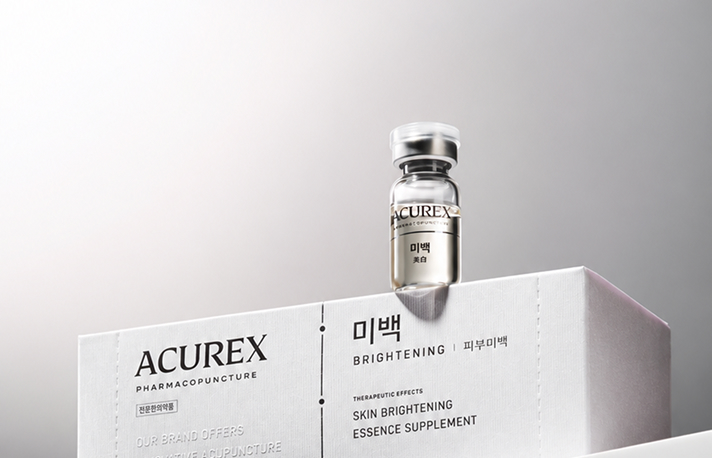 ACUREX
PHARMACOPUNCTURE
미백
美白
ACUREX
PHARMACOPUNCTURE
전문한의약품
OUR BRAND OFFERS
ACUPUNCTURE
미백
BRIGHTENING | 피부미백
THERAPEUTIC EFFECTS
SKIN BRIGHTENING
ESSENCE SUPPLEMENT